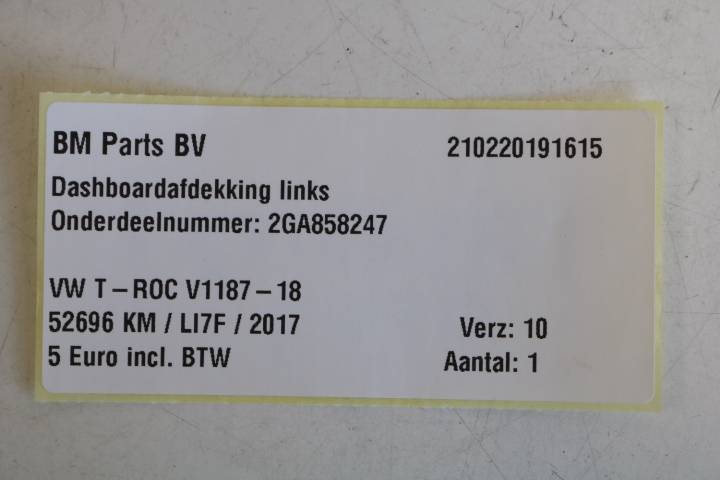 BM Parts BV 210220191615
Dashboardafdekking links
Onderdeelnummer: 2GA858247
VW T-ROC V1187-18
52696 KM / LI7F / 2017 Verz: 10
5 Euro incl. BTW Aantal: 1